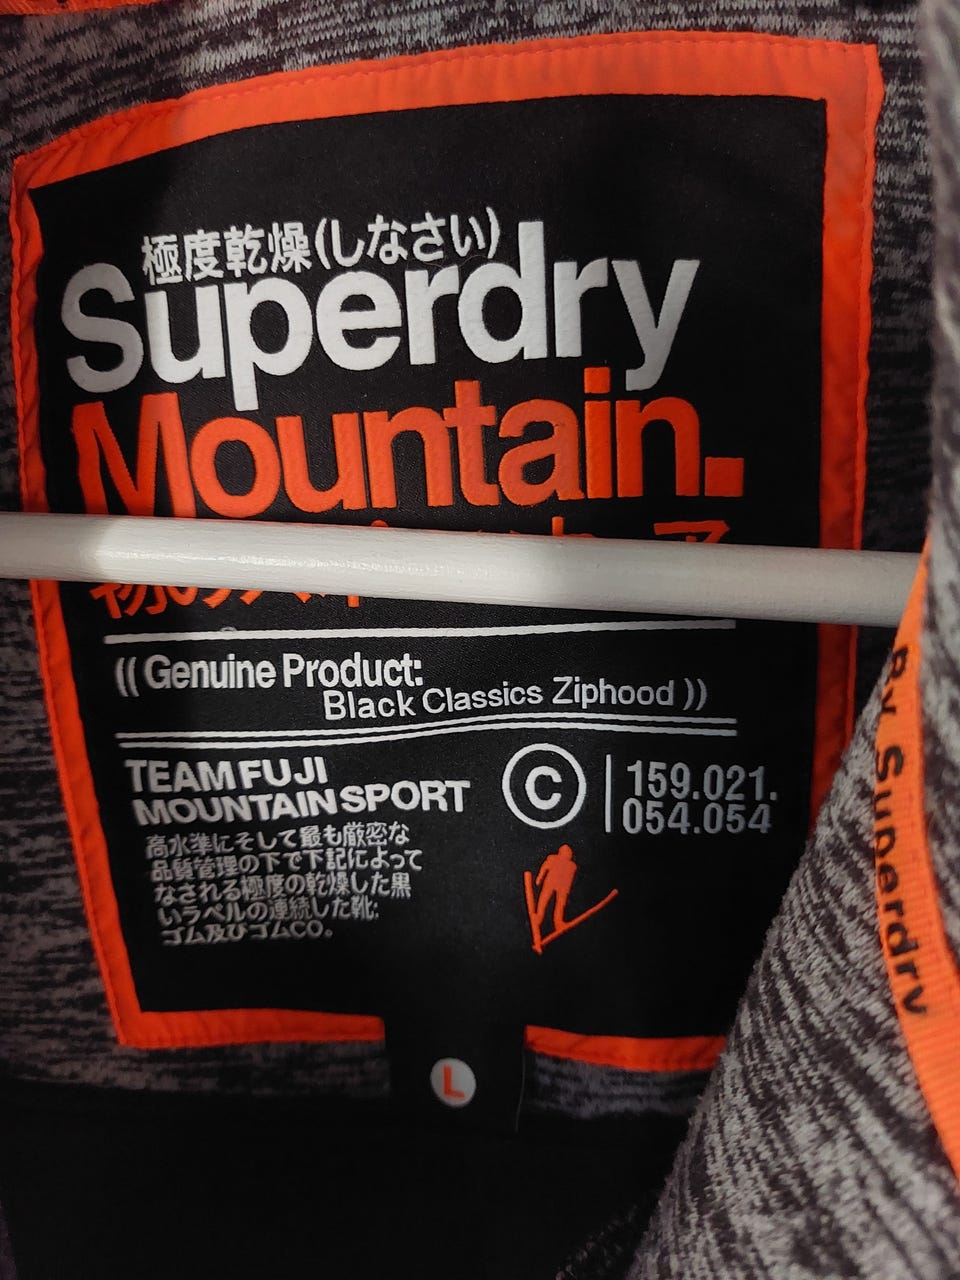 極度乾燥(しなさい)
Superdry
Mountain.
((Genuine Product:
Black Classics Ziphood))
TEAM FUJI
MOUNTAIN SPORT
高水準にそして最も厳密な
品質管理の下で下記によって
なされる極度の乾燥した黒
いラベルの連続した靴:
ゴム及びゴムCO.
©
159.021.
054.054
L
By Superdry